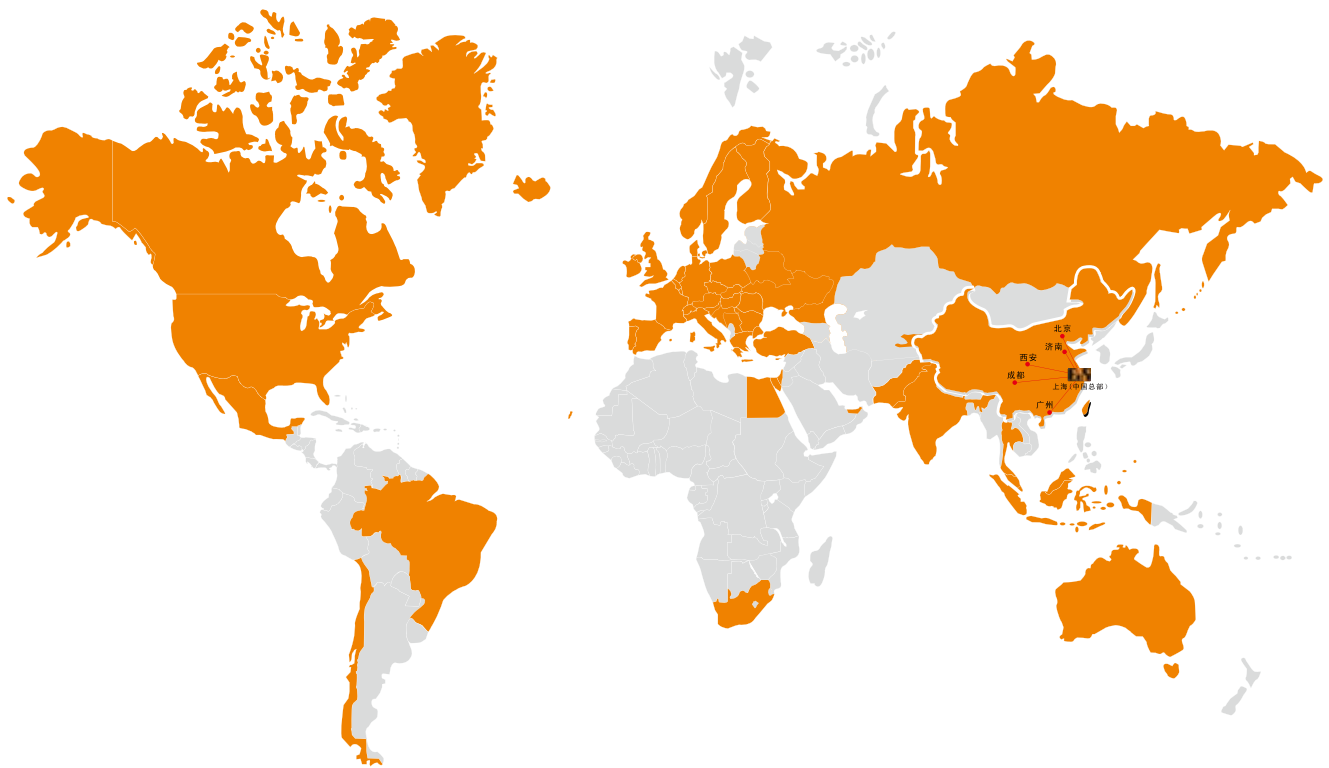 北京
济南
西安
成都
上海(中国总部)
广州